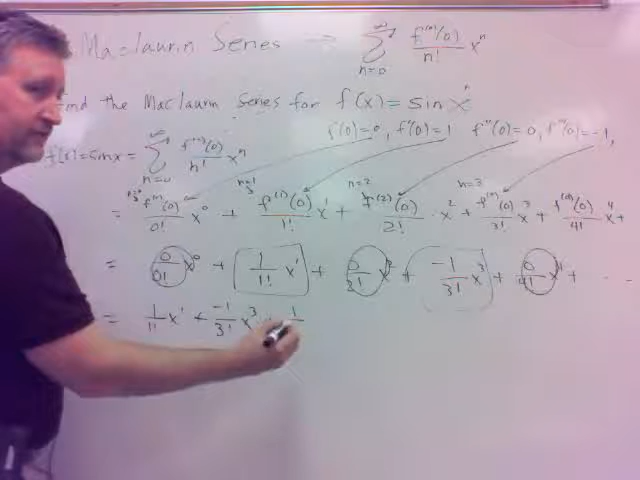 Maclaurin Series → ∞ Σ n=0 f⁽ⁿ⁾(0)/n! xⁿ
Find the Maclaurin Series for f(x) = sin x
f(0)=0, f'(0)=1 f''(0)=0, f'''(0)=-1,
f(x)=sinx = ∞ Σ n=0 f⁽ⁿ⁾(0)/n! xⁿ
n=0 n=1 n=2 n=3
= f⁽⁰⁾(0)/0! x⁰ + f⁽¹⁾(0)/1! x¹ + f⁽²⁾(0)/2! · x² + f⁽³⁾(0)/3! x³ + f⁽⁴⁾(0)/4! x⁴ +
= 0/0! x⁰ + 1/1! x¹ + 0/2! x² + -1/3! x³ + 0/4! x⁴ + ...
= 1/1! x¹ + -1/3! x³ + 1